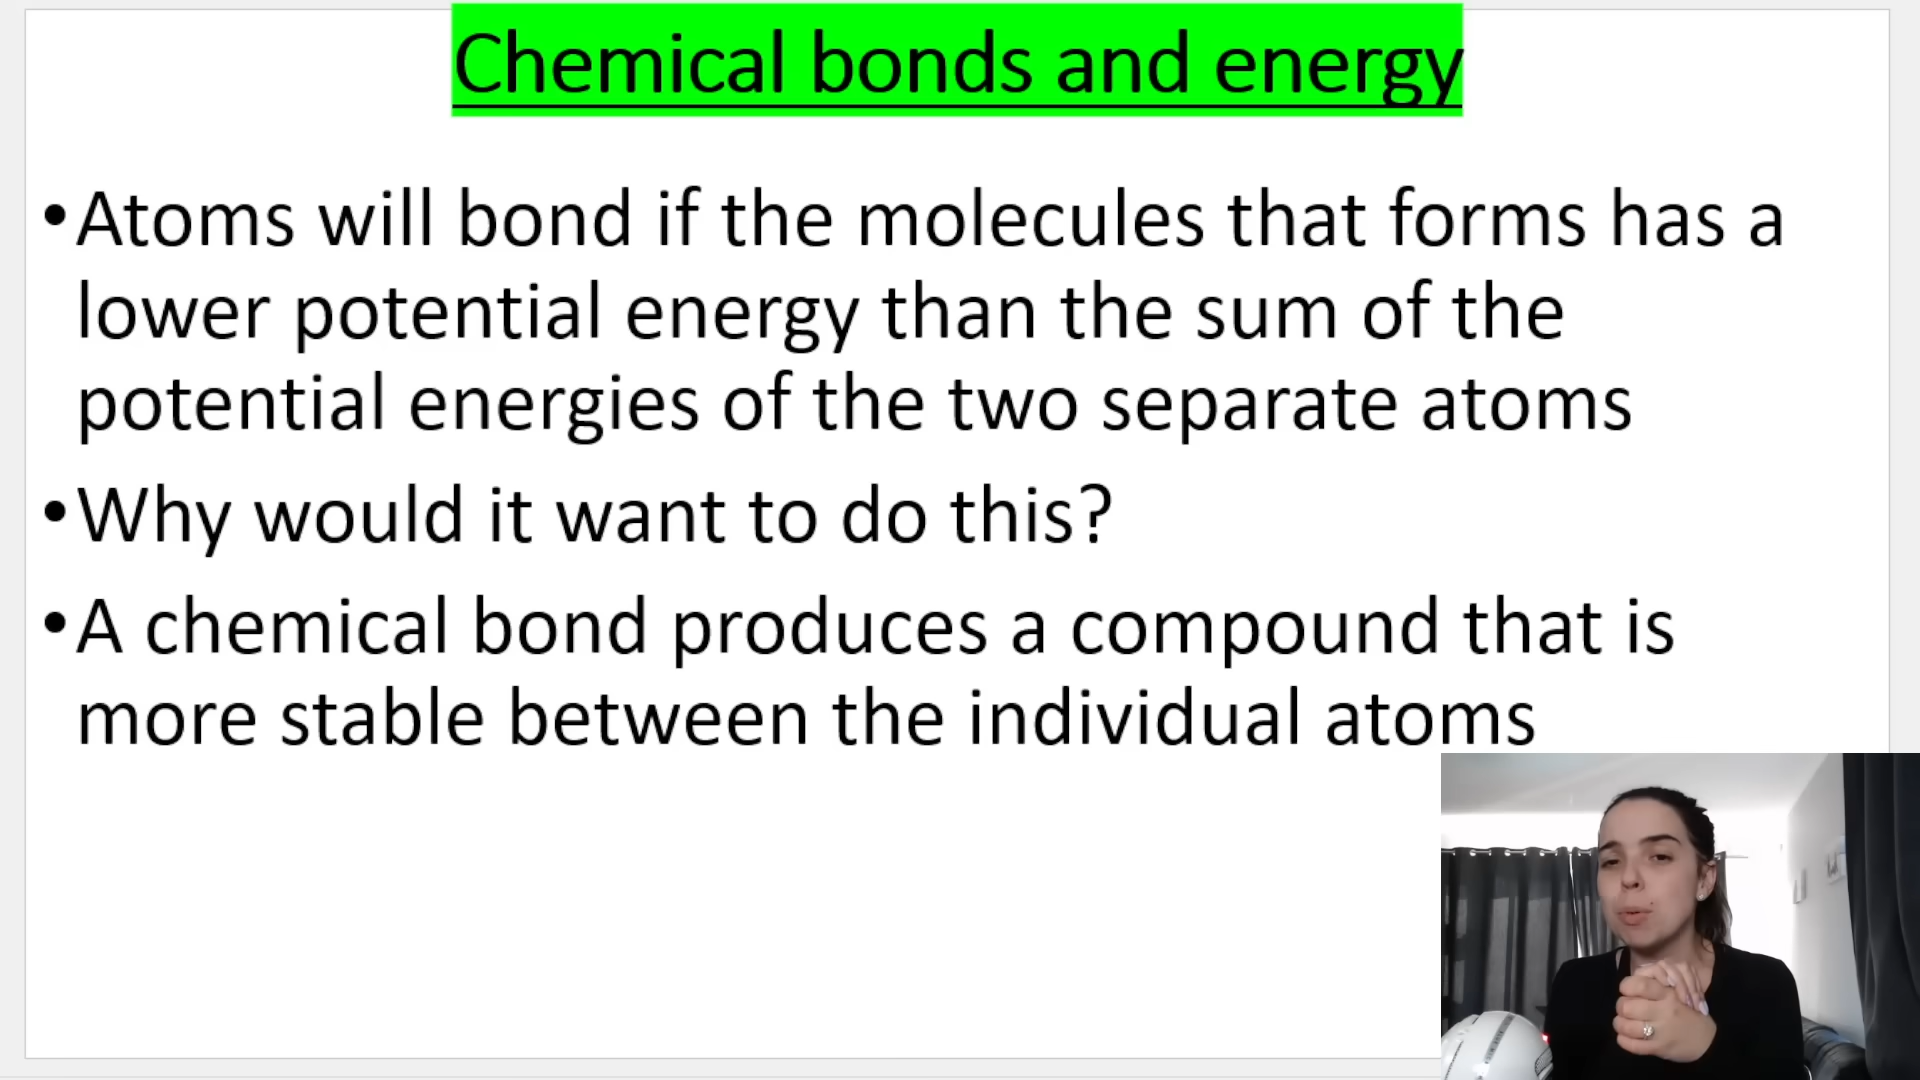 Chemical bonds and energy
•Atoms will bond if the molecules that forms has a
lower potential energy than the sum of the
potential energies of the two separate atoms
•Why would it want to do this?
•A chemical bond produces a compound that is
more stable between the individual atoms